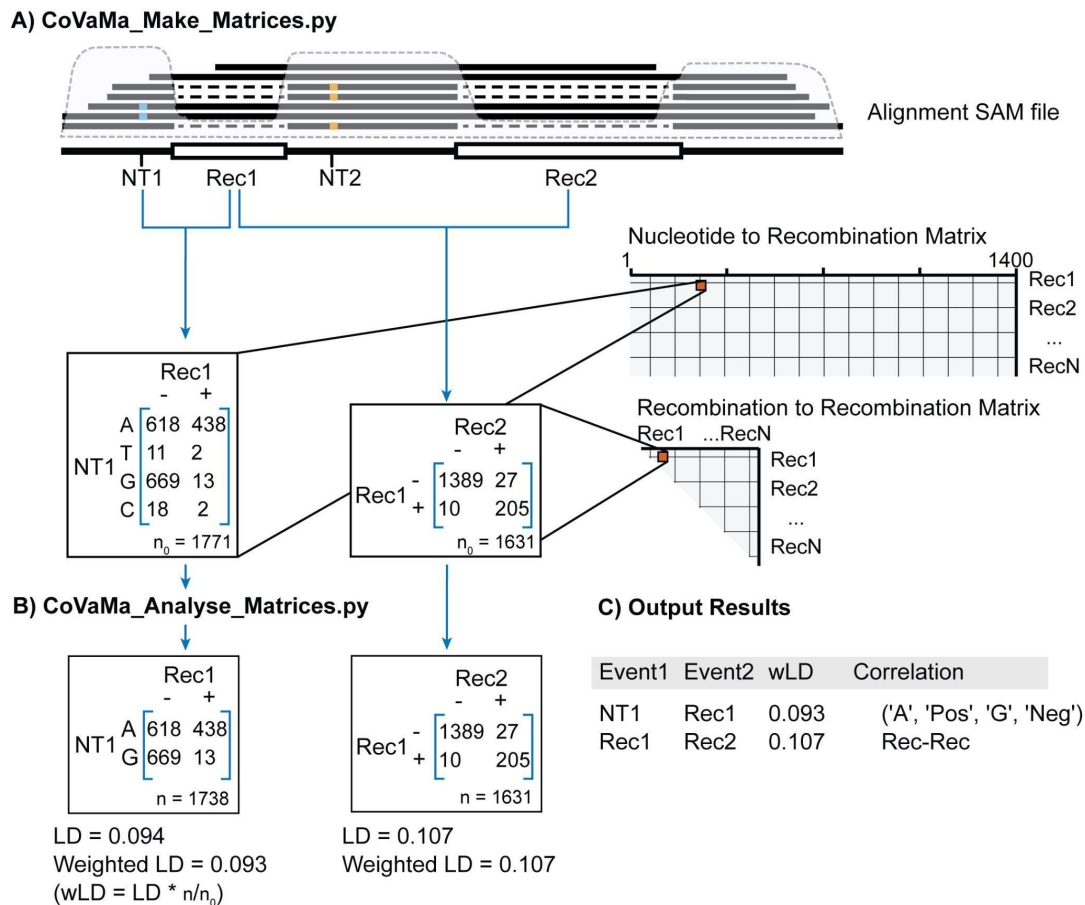 A) CoVaMa_Make_Matrices.py
Alignment SAM file
NT1 Rec1 NT2 Rec2
Nucleotide to Recombination Matrix
1 1400
Rec1
Rec2
...
RecN
Rec1
- +
A 618 438
T 11 2
NT1
G 669 13
C 18 2
n0 = 1771
Rec2
- +
- 1389 27
Rec1
+ 10 205
n0 = 1631
Recombination to Recombination Matrix
Rec1 ...RecN
Rec1
Rec2
...
RecN
B) CoVaMa_Analyse_Matrices.py
Rec1
- +
A 618 438
NT1
G 669 13
n = 1738
LD = 0.094
Weighted LD = 0.093
(wLD = LD * n/n0)
Rec2
- +
- 1389 27
Rec1
+ 10 205
n = 1631
LD = 0.107
Weighted LD = 0.107
C) Output Results
Event1 Event2 wLD Correlation
NT1 Rec1 0.093 ('A', 'Pos', 'G', 'Neg')
Rec1 Rec2 0.107 Rec-Rec